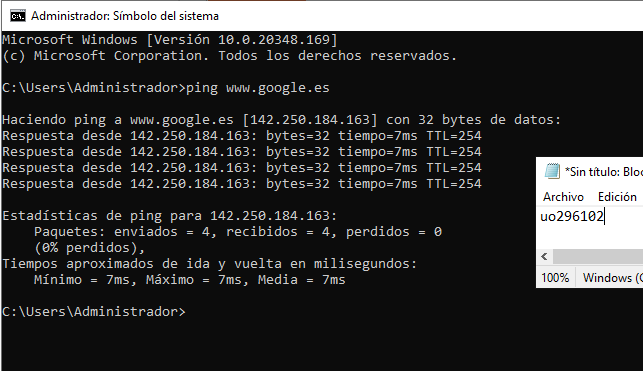 Administrador: Símbolo del sistema
Microsoft Windows [Versión 10.0.20348.169]
(c) Microsoft Corporation. Todos los derechos reservados.
C:\Users\Administrador>ping www.google.es
Haciendo ping a www.google.es [142.250.184.163] con 32 bytes de datos:
Respuesta desde 142.250.184.163: bytes=32 tiempo=7ms TTL=254
Respuesta desde 142.250.184.163: bytes=32 tiempo=7ms TTL=254
Respuesta desde 142.250.184.163: bytes=32 tiempo=7ms TTL=254
Respuesta desde 142.250.184.163: bytes=32 tiempo=7ms TTL=254
Estadísticas de ping para 142.250.184.163:
Paquetes: enviados = 4, recibidos = 4, perdidos = 0
(0% perdidos),
Tiempos aproximados de ida y vuelta en milisegundos:
Mínimo = 7ms, Máximo = 7ms, Media = 7ms
C:\Users\Administrador>
*Sin título: Bloc
Archivo Edición
uo296102
100% Windows (C